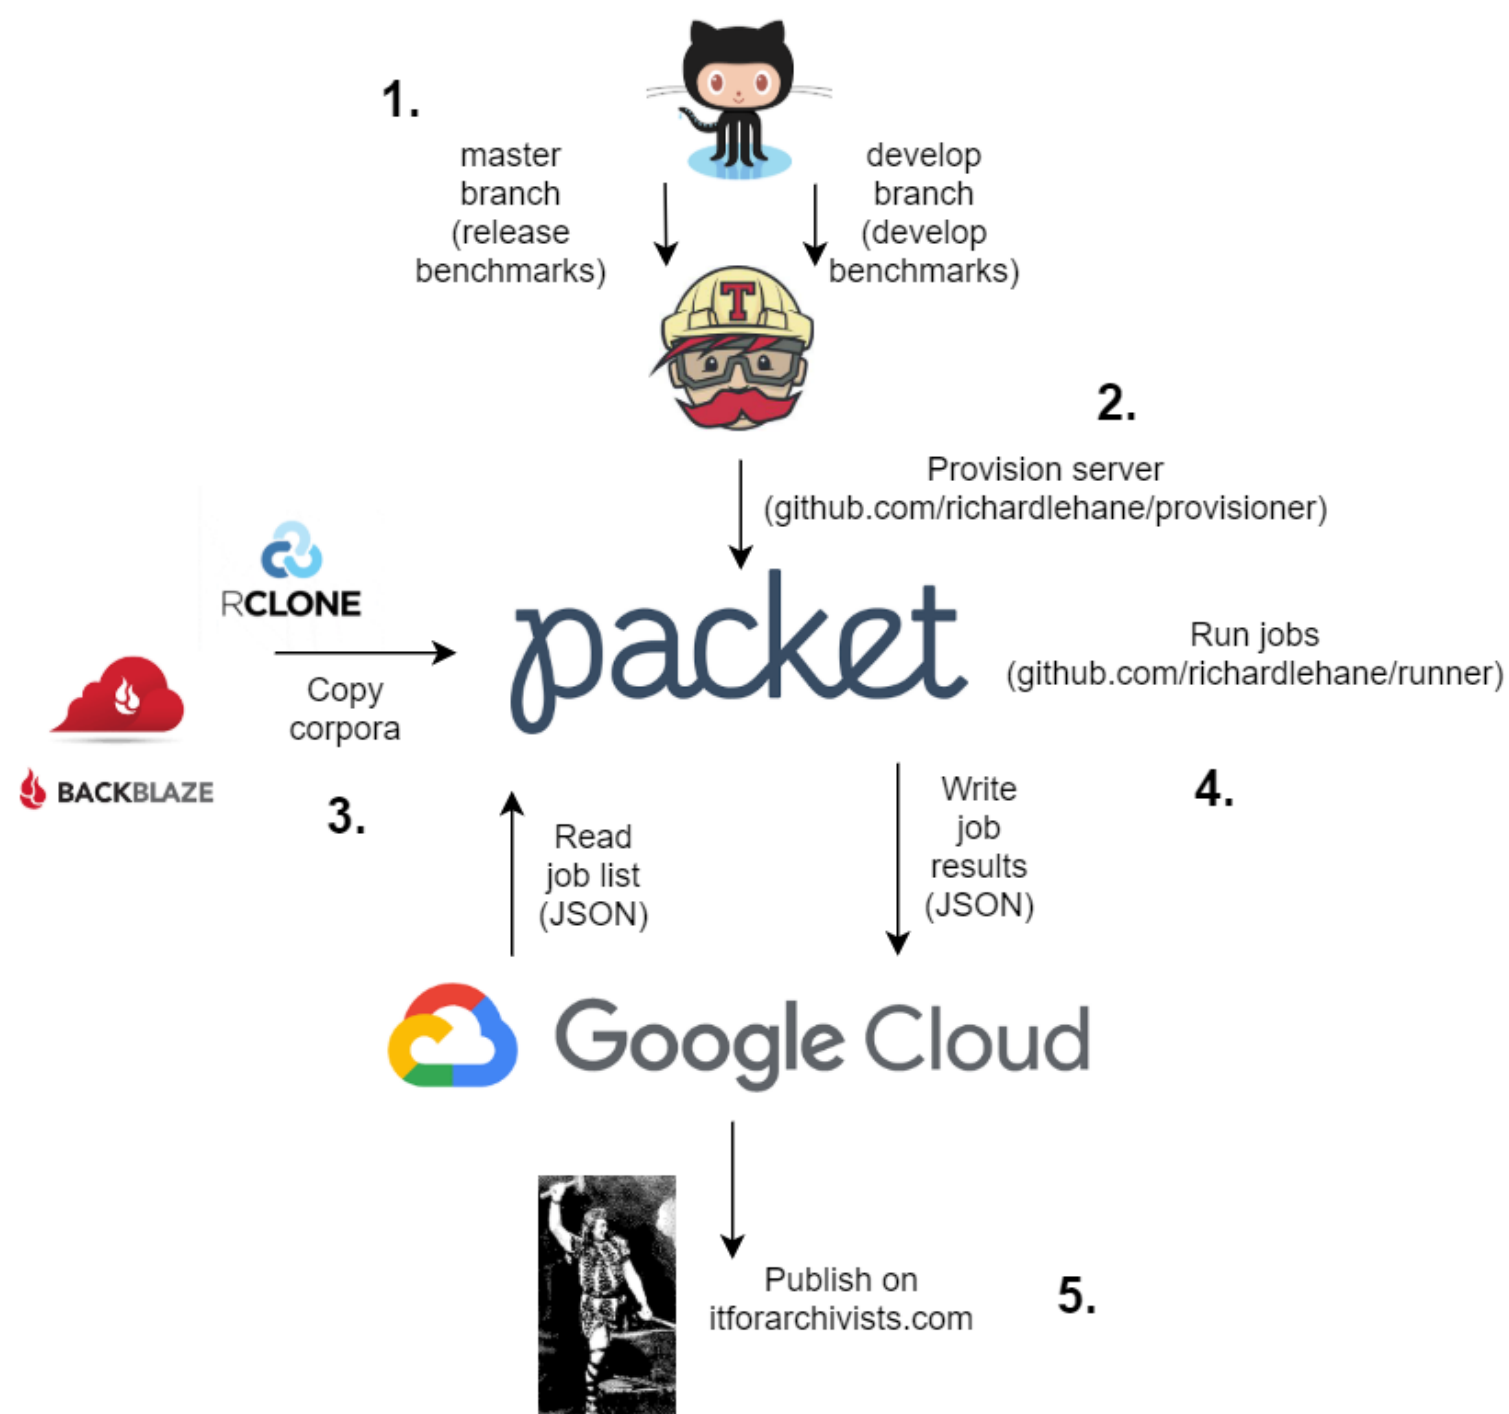 1.
master
branch
(release
benchmarks)
develop
branch
(develop
benchmarks)
T
2.
Provision server
(github.com/richardlehane/provisioner)
RCLONE
packet
Run jobs
(github.com/richardlehane/runner)
Copy
corpora
BACKBLAZE
3.
4.
Read
job list
(JSON)
Write
job
results
(JSON)
Google Cloud
Publish on
itforarchivists.com
5.